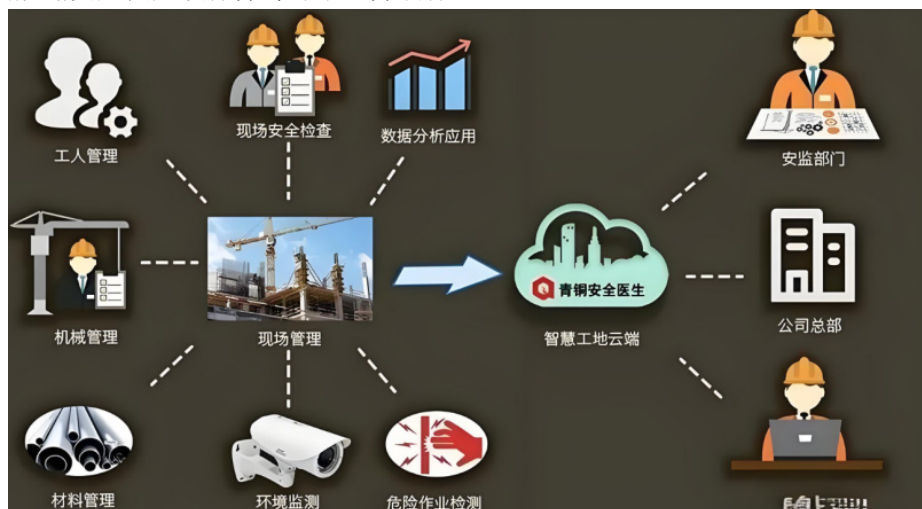 现场安全检查
数据分析应用
工人管理
安监部门
青铜安全医生
机械管理
现场管理
智慧工地云端
公司总部
材料管理
环境监测
危险作业检测